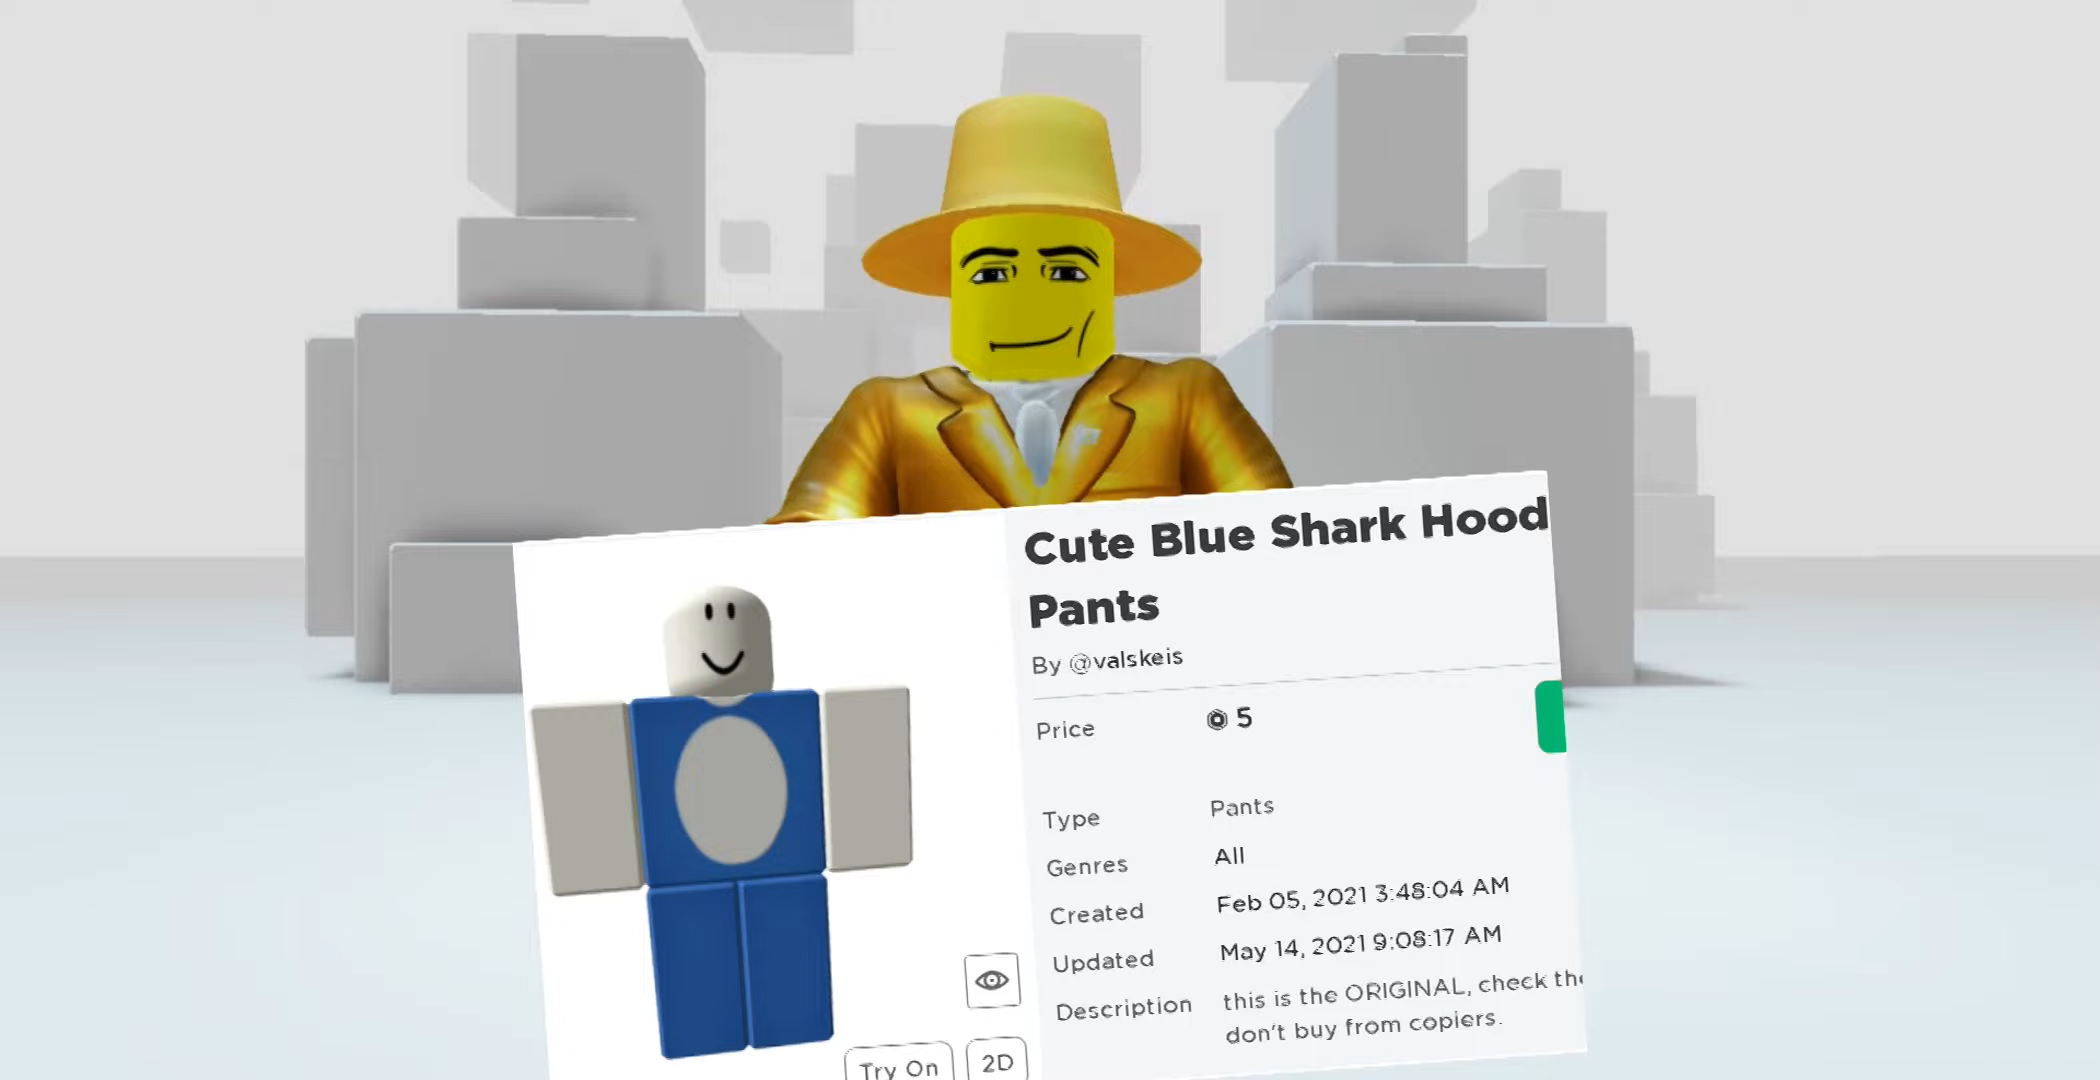 Cute Blue Shark Hood
Pants
By @valskeis
Price 5
Type Pants
Genres All
Created Feb 05, 2021 3:48:04 AM
Updated May 14, 2021 9:08:17 AM
Description this is the ORIGINAL, check the
don't buy from copiers.
Try On 2D